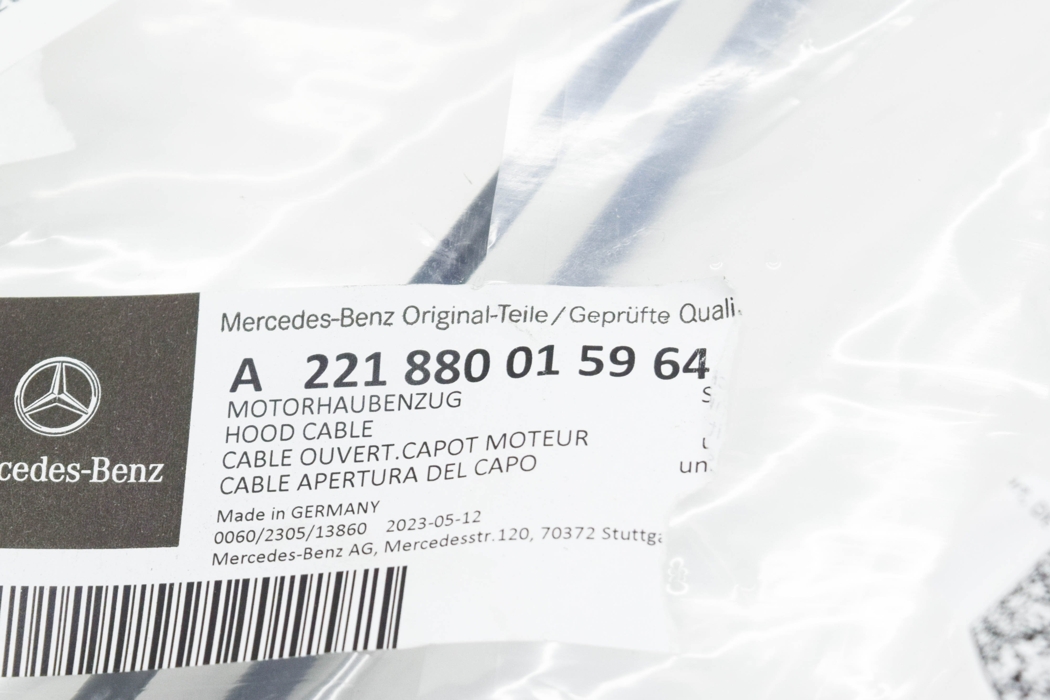 Mercedes-Benz Original-Teile/Geprüfte Quali
A 221 880 01 59 64
MOTORHAUBENZUG
HOOD CABLE
CABLE OUVERT.CAPOT MOTEUR
CABLE APERTURA DEL CAPO
un
Made in GERMANY
0060/2305/13860 2023-05-12
Mercedes-Benz AG, Mercedesstr.120, 70372 Stuttga
cedes-Benz